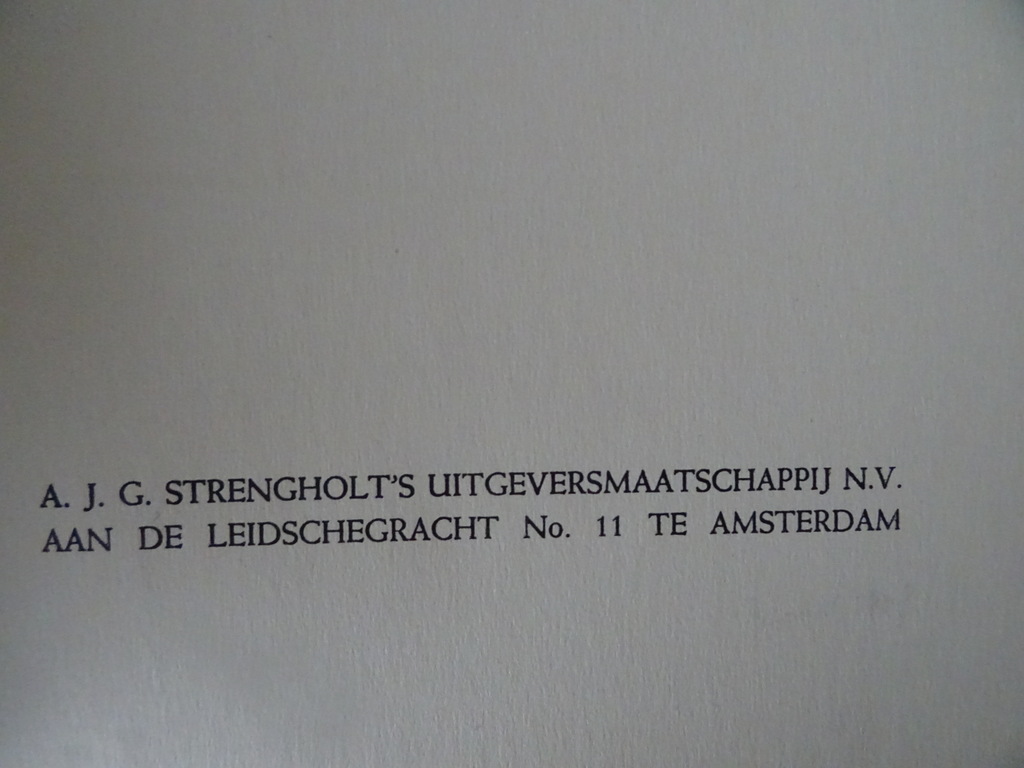 A. J. G. STRENGHOLT'S UITGEVERSMAATSCHAPPIJ N.V.
AAN DE LEIDSCHEGRACHT No. 11 TE AMSTERDAM